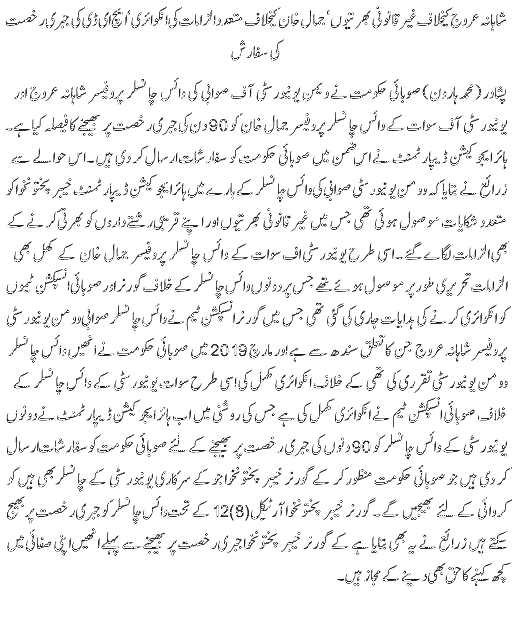 شاہانہ عروج کیخلاف غیر قانونی بھرتیوں، جمال خان کیخلاف متعدد الزامات کی انکوائری، ایچ ای ڈی کی جبری رخصت
کی سفارش
پشاور (محمد ہارون) صوبائی حکومت نے ویمن یونیورسٹی آف صوابی کی وائس چانسلر پروفیسر شاہانہ عروج اور
یونیورسٹی آف سوات کے وائس چانسلر پروفیسر جمال خان کو 90 دن کی جبری رخصت پر بھیجنے کا فیصلہ کیا ہے۔
ہائر ایجوکیشن ڈیپارٹمنٹ نے اس ضمن میں صوبائی حکومت کو سفارشات ارسال کر دی ہیں۔ اس حوالے سے
زرائع نے بتایا کہ وومن یونیورسٹی صوابی کی وائس چانسلر کے بارے میں ہائر ایجوکیشن ڈیپارٹمنٹ خیبر پختونخوا کو
متعدد شکایات موصول ہوئی تھی جس میں غیر قانونی بھرتیوں اور اپنے قریبی رشتے داروں کو بھرتی کرنے کے
بھی الزامات لگائے گئے ۔۔ اسی طرح یونیورسٹی اف سوات کے وائس چانسلر پروفیسر جمال خان کے کھل بھی
الزامات تحریری طور پر موصول ہوئے تھے جس پر دونوں وائس چانسلر کے خلاف گورنر اور صوبائی انسپکشن ٹیموں
کو انکوائری کرنے کی ہدایات جاری کی گئی تھی جس میں گورنر انسپکشن ٹیم نے وائس چانسلر صوابی وومن یونیورسٹی
پروفیسر شاہانہ عروج جن کا تعلق سندھ سے ہے اور مارچ 2019 میں صوبائی حکومت نے انھیں وائس چانسلر
وومن یونیورسٹی تقرری کی تھی کے خلاف انکوائری مکمل کی اسی طرح سوات یونیورسٹی کے وائس چانسلر کے
خلاف صوبائی انسپکشن ٹیم نے انکوائری مکمل کی ہے جس کی روشنی میں اب ہائر ایجوکیشن ڈیپارٹمنٹ نے دونوں
یونیورسٹی کے وائس چانسلر کو 90 دنوں کی جبری رخصت پر بھیجنے کے لئے صوبائی حکومت کو سفارشات ارسال
کر دی ہیں جو صوبائی حکومت منظور کر کے گورنر خیبر پختونخوا جو کے سرکاری یونیورسٹی کے چانسلر بھی ہیں کو
کروائی کے لئے بھیجیں گے۔ گورنر خیبر پختونخوا آرٹیکل (8)12 کے تحت وائس چانسلر کو جبری رخصت پر بھیج
سکتے ہیں زرائع نے یہ بھی بتایا ہے کے گورنر خیبر پختونخوا جبری رخصت پر بھیجنے سے پہلے انھیں اپنی صفائی میں
کچھ کہنے کا حق بھی دینے کے مجاز ہیں۔